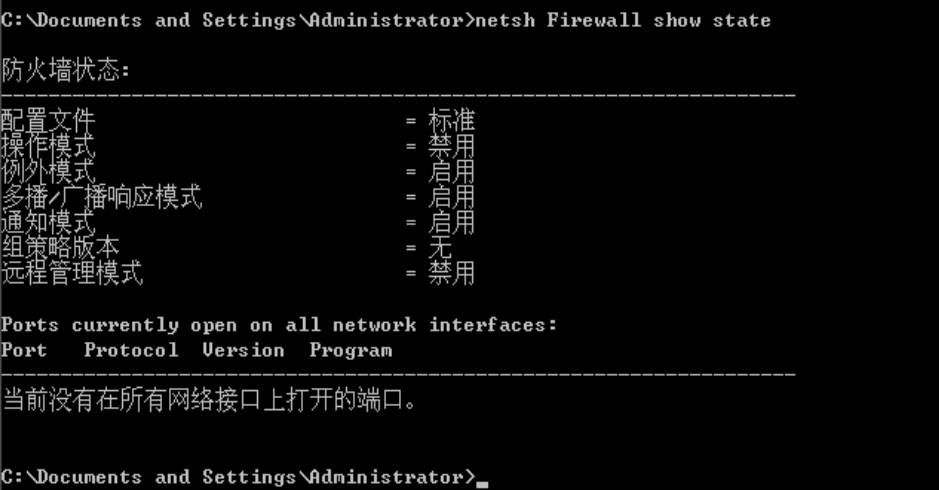 C:\Documents and Settings\Administrator>netsh Firewall show state
防火墙状态:
-------------------------------------------------------------------
配置文件 = 标准
操作模式 = 禁用
例外模式 = 启用
多播/广播响应模式 = 启用
通知模式 = 启用
组策略版本 = 无
远程管理模式 = 禁用
Ports currently open on all network interfaces:
Port Protocol Version Program
-------------------------------------------------------------------
当前没有在所有网络接口上打开的端口。
C:\Documents and Settings\Administrator>_